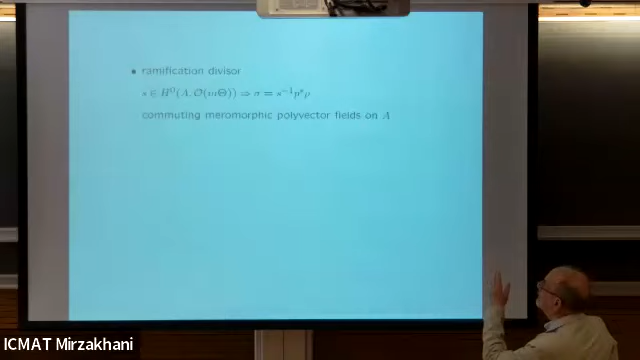 • ramification divisor
s ∈ H⁰(A, O(mΘ)) ⇒ σ = s⁻¹p*ρ
commuting meromorphic polyvector fields on A
ICMAT Mirzakhani